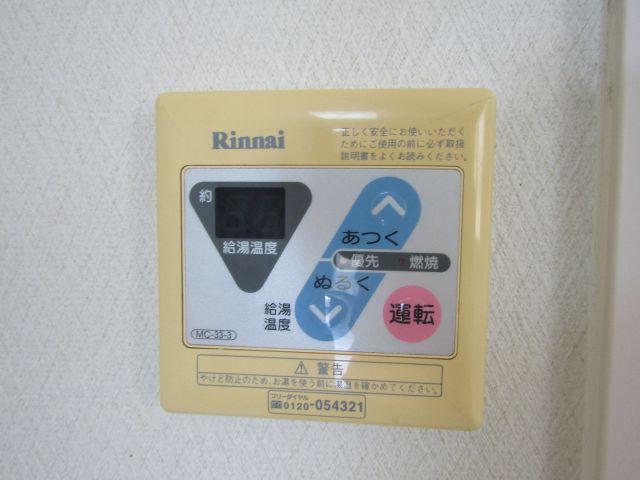 Rinnai
正しく安全にお使いいただく
ためにご使用の前に必ず取扱
説明書をよくお読みください。
約
給湯温度
あつく
優先 燃焼
ぬるく
給湯
温度
運転
MC-33-3
⚠ 警告
やけど防止のため、お湯を使う前に湯温を確かめてください。
フリーダイヤル
0120-054321